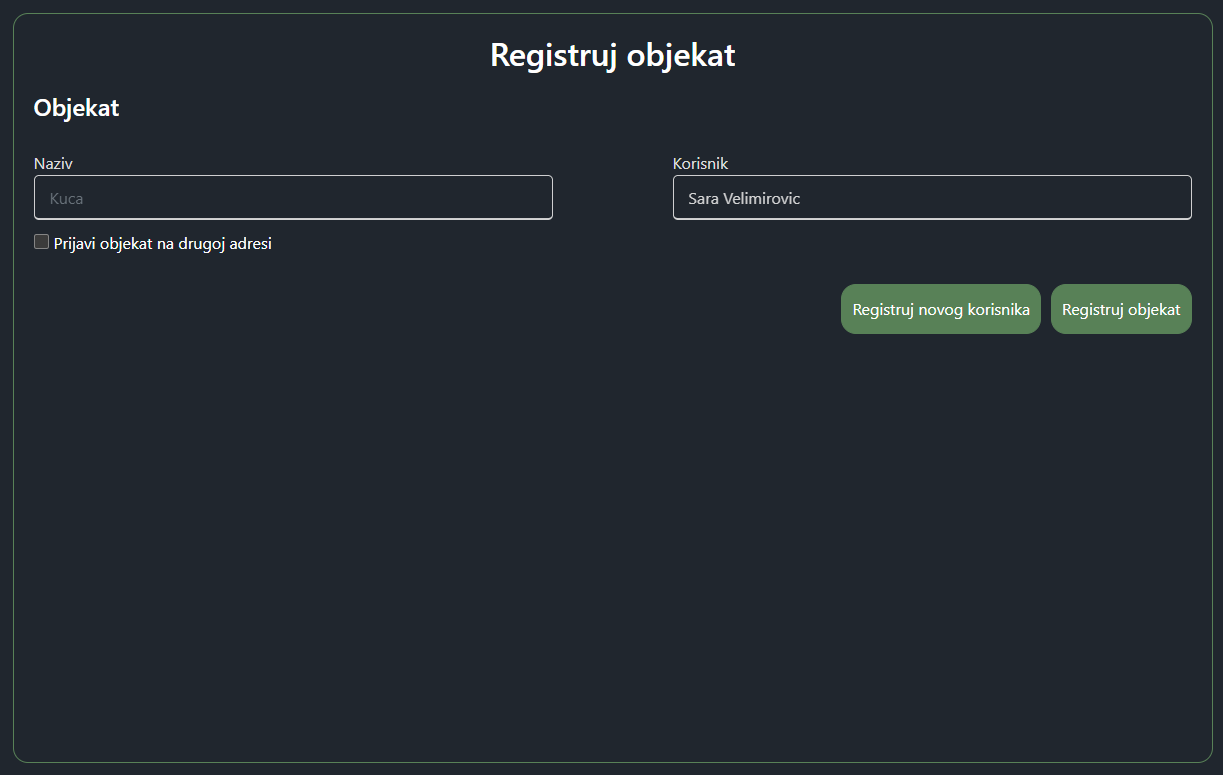 Registruj objekat
Objekat
Naziv
Korisnik
Kuca
Sara Velimirovic
Prijavi objekat na drugoj adresi
Registruj novog korisnika
Registruj objekat